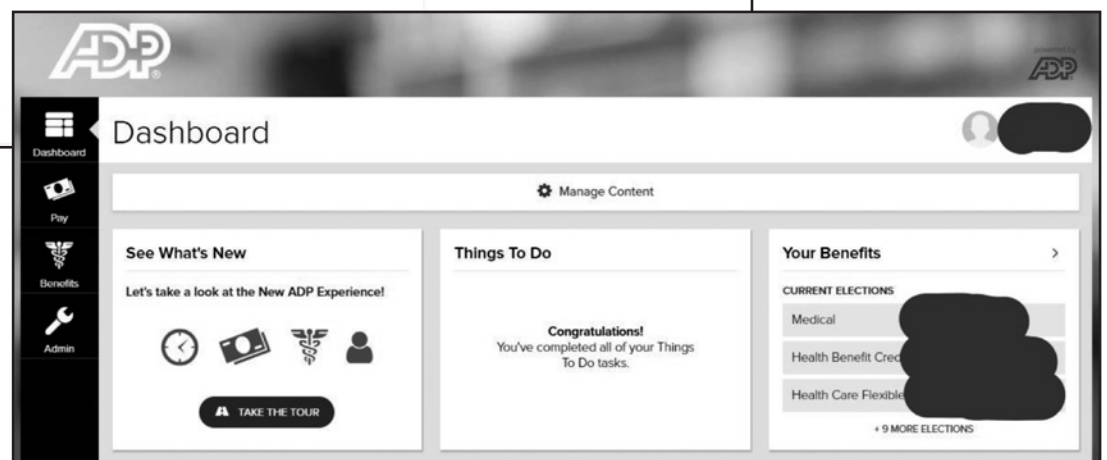 ADP®
powered by
ADP
Dashboard
Dashboard
Pay
Benefits
Admin
Manage Content
See What's New
Let's take a look at the New ADP Experience!
TAKE THE TOUR
Things To Do
Congratulations!
You've completed all of your Things
To Do tasks.
Your Benefits
CURRENT ELECTIONS
Medical
Health Benefit
Health Care Flexible
+ 9 MORE ELECTIONS